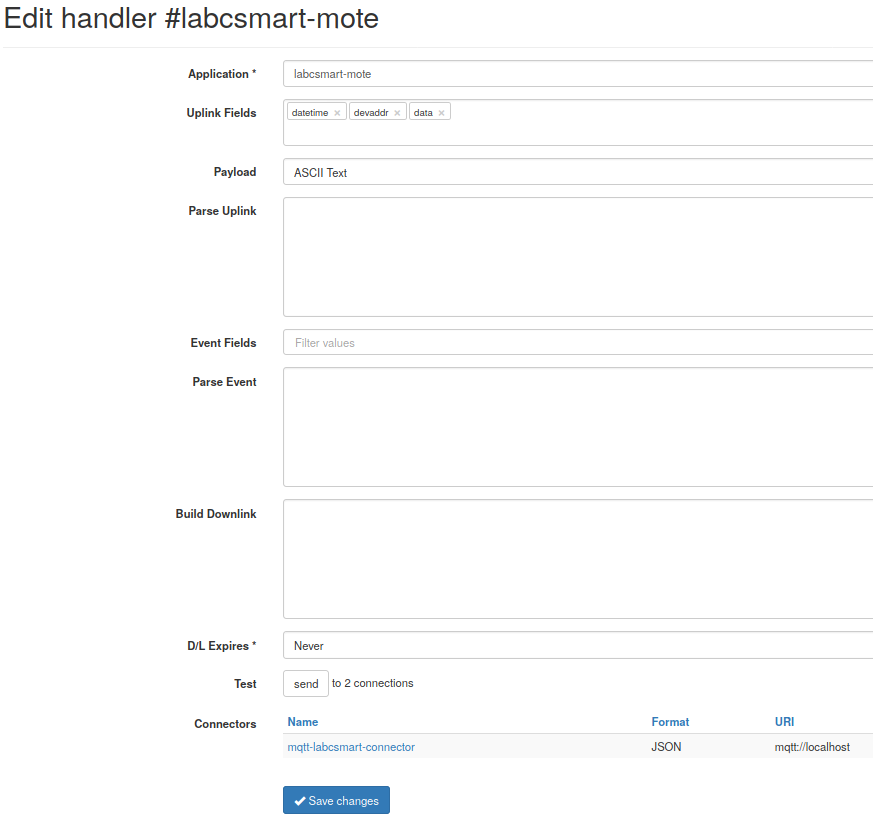 Edit handler #labcsmart-mote
Application * labcsmart-mote
Uplink Fields datetime × devaddr × data ×
Payload ASCII Text
Parse Uplink
Event Fields Filter values
Parse Event
Build Downlink
D/L Expires * Never
Test send to 2 connections
Connectors Name Format URI
mqtt-labcsmart-connector JSON mqtt://localhost
✔ Save changes